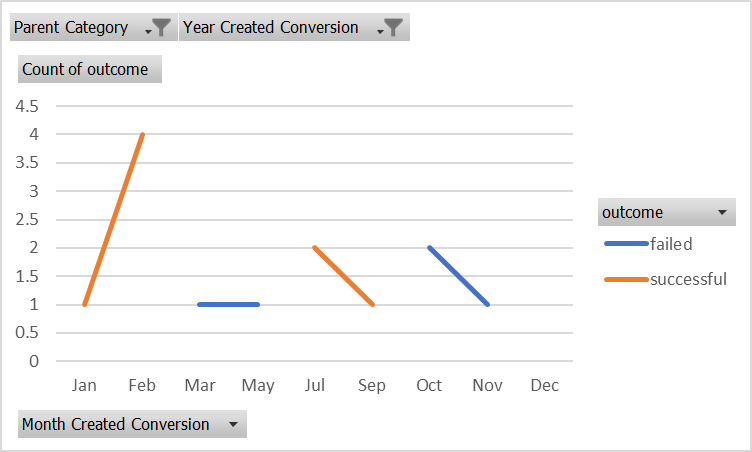 Parent Category Year Created Conversion
Count of outcome
4.5
4
3.5
3
2.5
2
1.5
1
0.5
0
Jan Feb Mar May Jul Sep Oct Nov Dec
outcome
failed
successful
Month Created Conversion